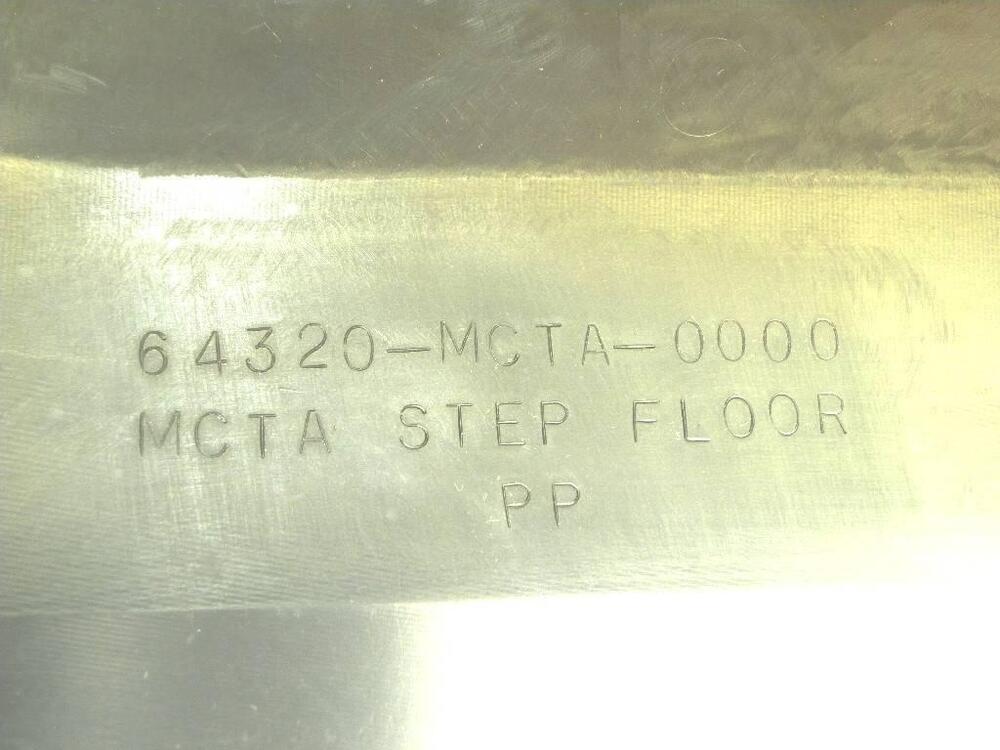 64320-MCTA-0000
MCTA STEP FLOOR
PP